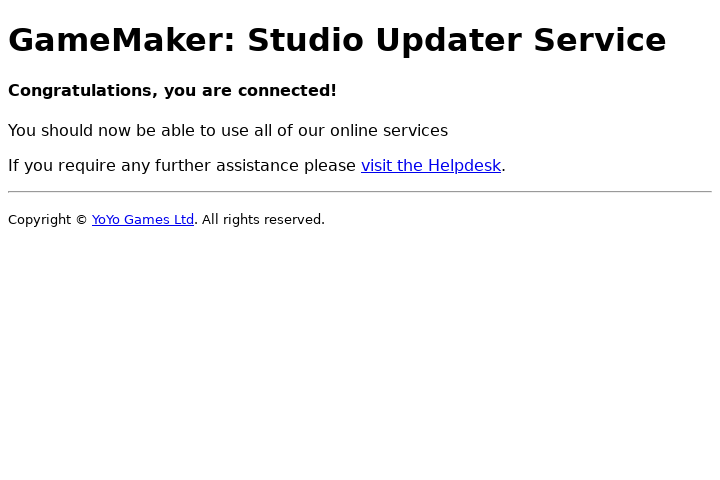 GameMaker: Studio Updater Service
Congratulations, you are connected!
You should now be able to use all of our online services
If you require any further assistance please visit the Helpdesk.
Copyright © YoYo Games Ltd. All rights reserved.